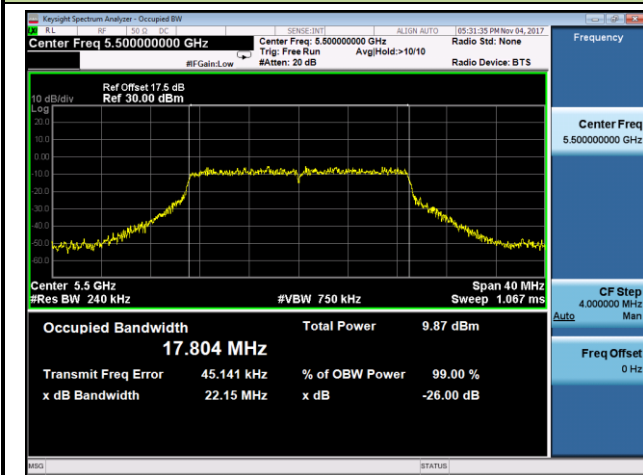 Keysight Spectrum Analyzer - Occupied BW
RL RF 50 Ω DC SENSE:INT ALIGN AUTO 05:31:35 PM Nov 04, 2017
Center Freq 5.500000000 GHz
Center Freq: 5.500000000 GHz
Radio Std: None
Trig: Free Run Avg|Hold:>10/10
#IFGain:Low #Atten: 20 dB Radio Device: BTS
Frequency
Ref Offset 17.5 dB
10 dB/div Ref 30.00 dBm
Log
20.0
10.0
0.00
-10.0
-20.0
-30.0
-40.0
-50.0
-60.0
Center 5.5 GHz Span 40 MHz
#Res BW 240 kHz #VBW 750 kHz Sweep 1.067 ms
Occupied Bandwidth Total Power 9.87 dBm
17.804 MHz
Transmit Freq Error 45.141 kHz % of OBW Power 99.00 %
x dB Bandwidth 22.15 MHz x dB -26.00 dB
Center Freq
5.500000000 GHz
CF Step
4.000000 MHz
Auto Man
Freq Offset
0 Hz
MSG STATUS